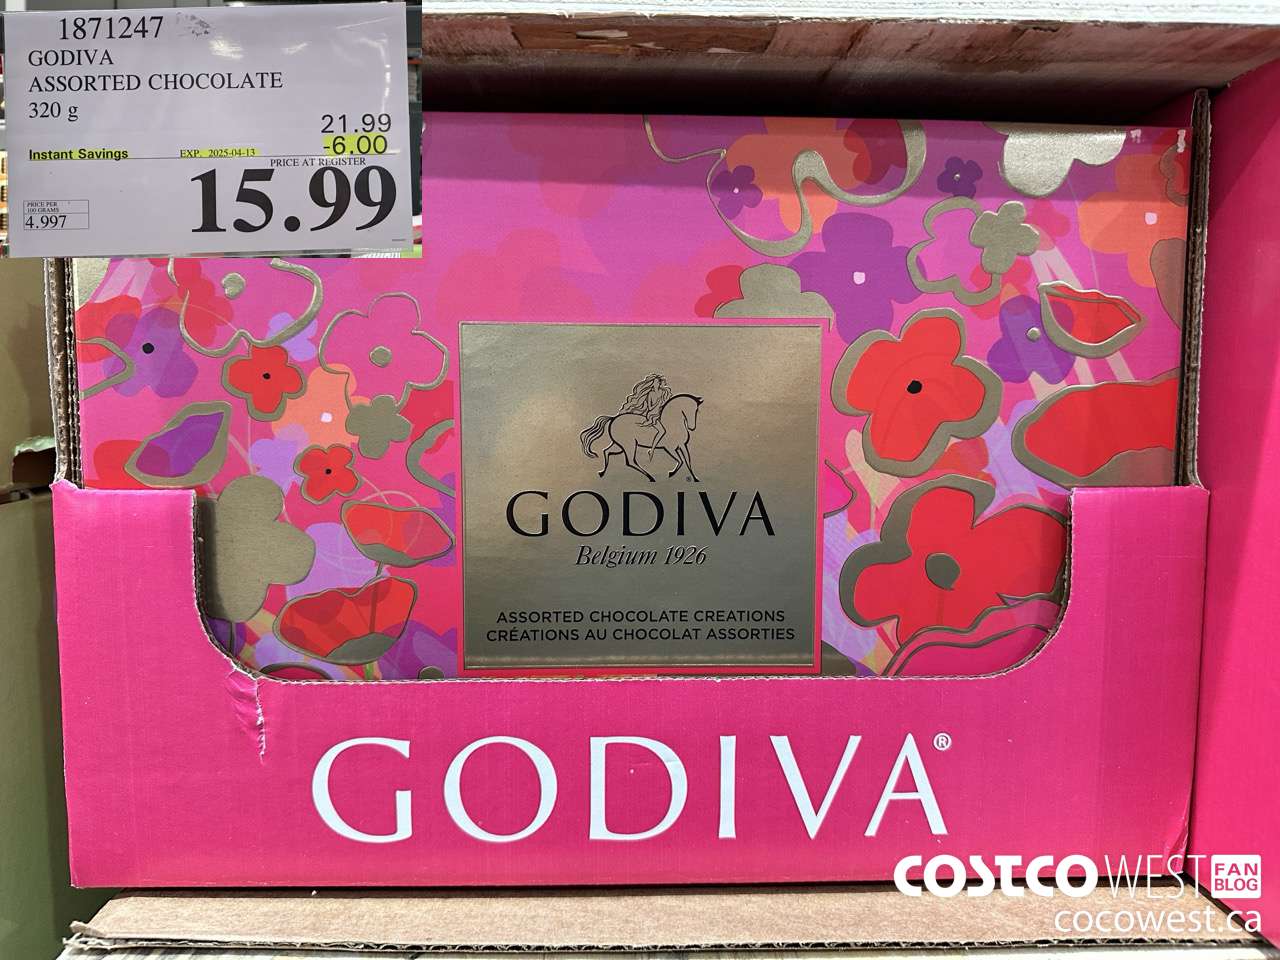 1871247
GODIVA
ASSORTED CHOCOLATE
320 g
21.99
-6.00
Instant Savings EXP. 2025-04-13
PRICE AT REGISTER
15.99
PRICE PER
100 GRAMS
4.997
GODIVA
Belgium 1926
ASSORTED CHOCOLATE CREATIONS
CRÉATIONS AU CHOCOLAT ASSORTIES
GODIVA®
COSTCO WEST FAN BLOG
cocowest.ca